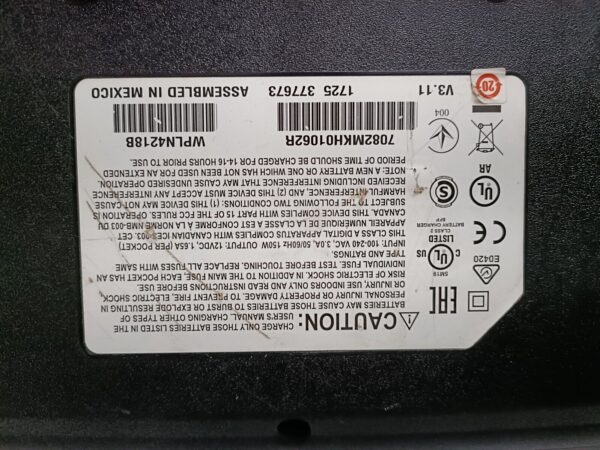 ⚠CAUTION: CHARGE ONLY THOSE BATTERIES LISTED IN THE
USER'S MANUAL. CHARGING OTHER TYPES OF
BATTERIES MAY CAUSE BATTERIES TO BURST OR EXPLODE RESULTING IN
PERSONAL INJURY OR PROPERTY DAMAGE. TO PREVENT FIRE, ELECTRIC SHOCK,
OR PERSONAL INJURY, USE INDOORS ONLY AND READ INSTRUCTIONS BEFORE USE.
RISK OF ELECTRIC SHOCK. IN ADDITION TO THE MAIN FUSE, EACH POCKET HAS AN
INDIVIDUAL FUSE. TEST BEFORE TOUCHING. REPLACE ALL FUSES WITH SAME
TYPE AND RATINGS.
INPUT: 100-240 VAC, 3.0A, 50/60Hz 150W OUTPUT: 12VDC, 1.65A (PER POCKET)
THIS CLASS A DIGITAL APPARATUS COMPLIES WITH CANADIAN ICES-003. CET
APPAREIL NUMÉRIQUE DE LA CLASSE A EST CONFORME À LA NORME NMB-003 DU
CANADA. THIS DEVICE COMPLIES WITH PART 15 OF THE FCC RULES. OPERATION IS
SUBJECT TO THE FOLLOWING TWO CONDITIONS: (1) THIS DEVICE MAY NOT CAUSE
HARMFUL INTERFERENCE, AND (2) THIS DEVICE MUST ACCEPT ANY INTERFERENCE
RECEIVED INCLUDING INTERFERENCE THAT MAY CAUSE UNDESIRED OPERATION.
NOTE: A NEW BATTERY OR ONE WHICH HAS NOT BEEN USED FOR AN EXTENDED
PERIOD OF TIME SHOULD BE CHARGED FOR 14-16 HOURS PRIOR TO USE.
7082MKH01062R
WPLN4218B
V3.11
1725 377673
ASSEMBLED IN MEXICO
EAC
5M19
E0420
CE
C UL US
LISTED
BATTERY CHARGER
CLASS 2
UL
S
AR
004
20